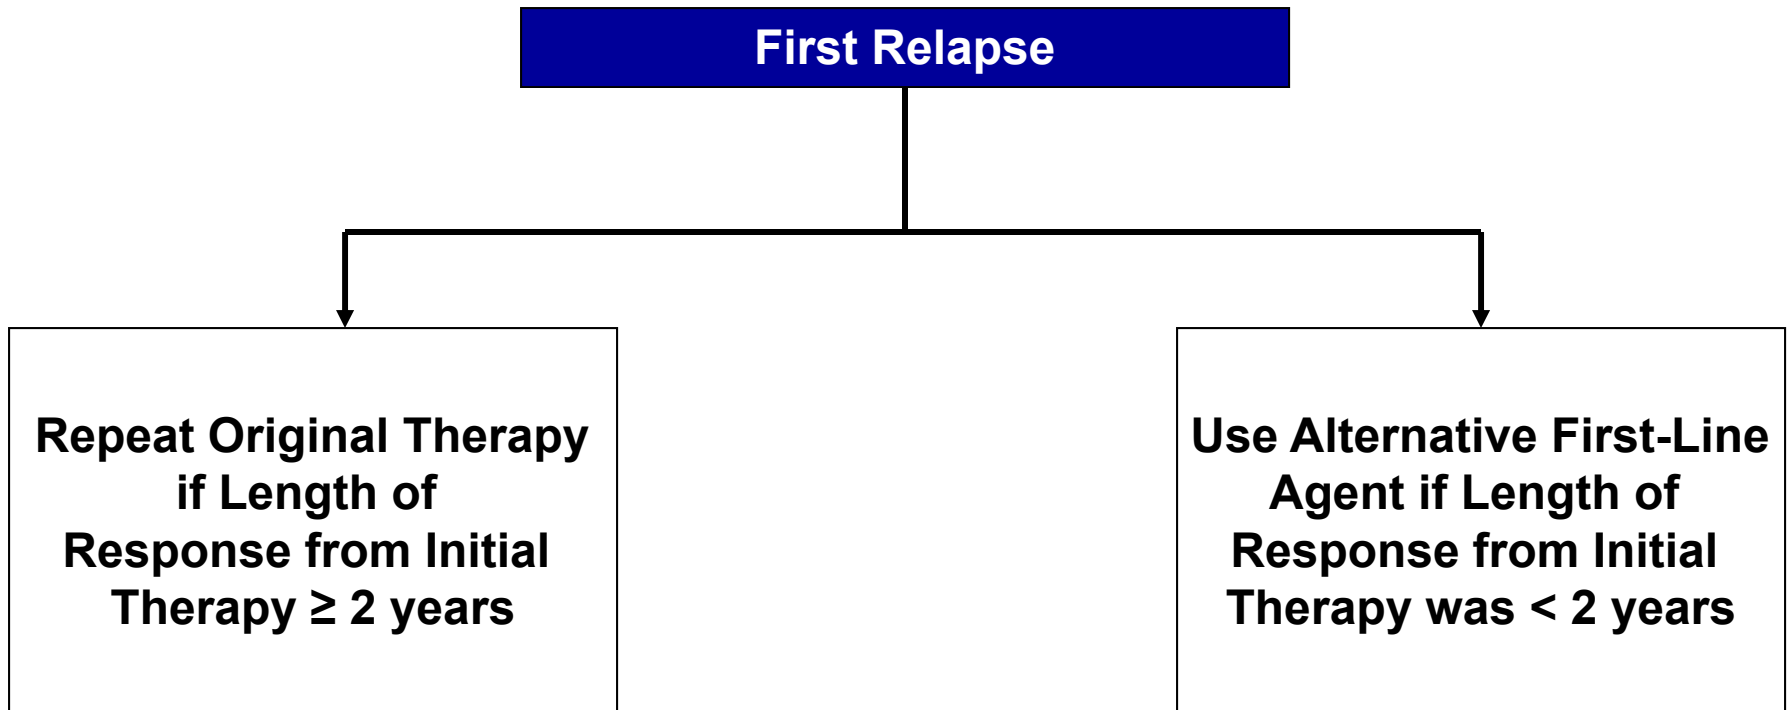 First Relapse
Repeat Original Therapy
if Length of
Response from Initial
Therapy ≥ 2 years
Use Alternative First-Line
Agent if Length of
Response from Initial
Therapy was < 2 years